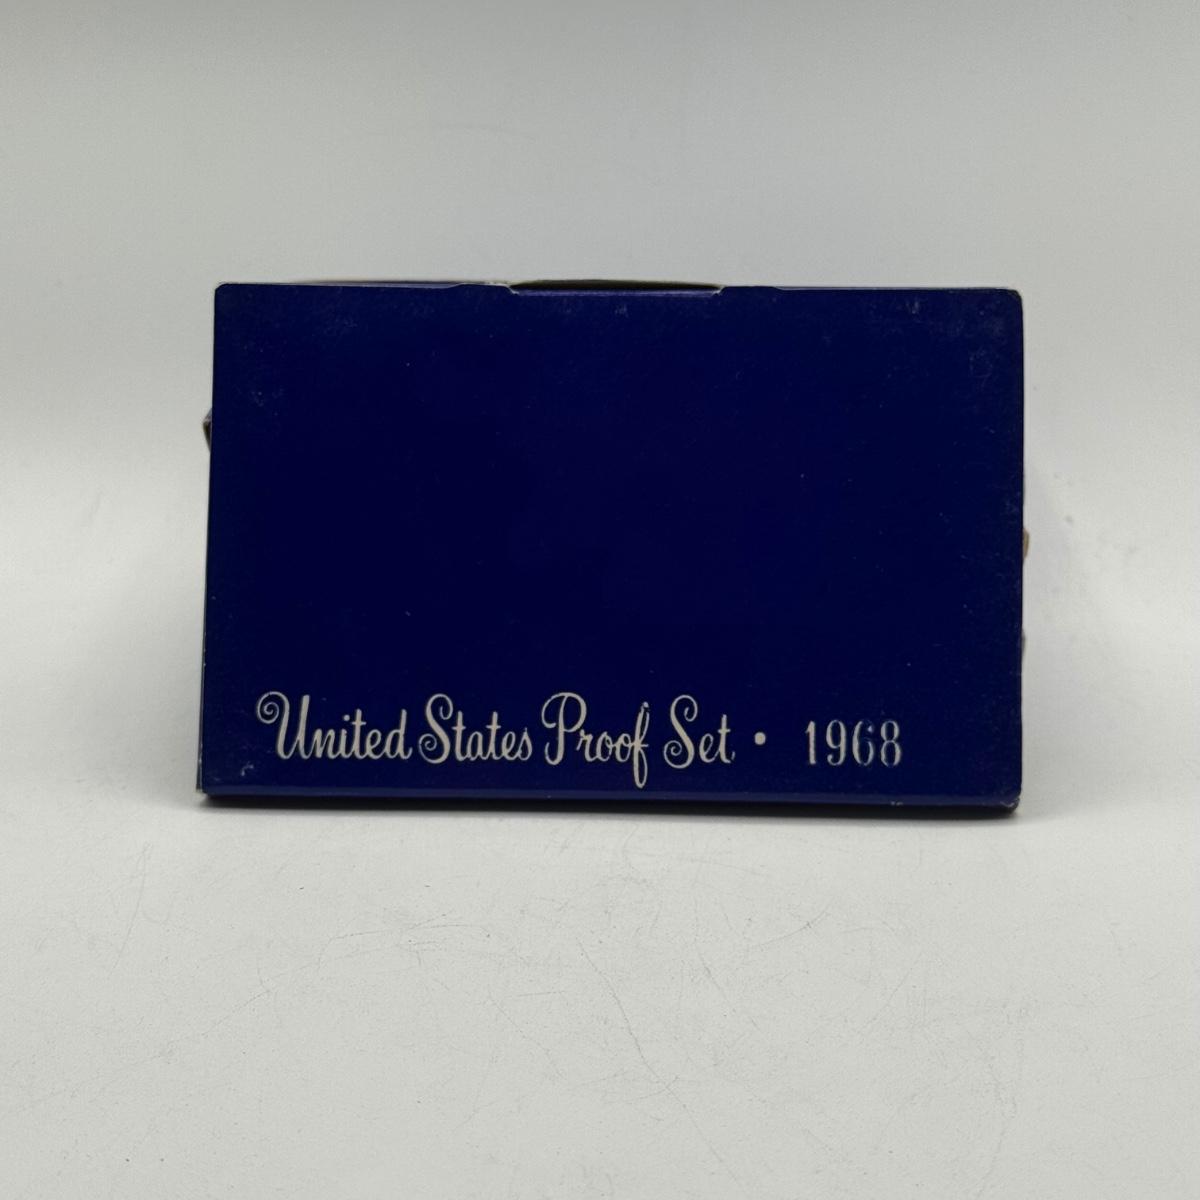 United States Proof Set • 1968